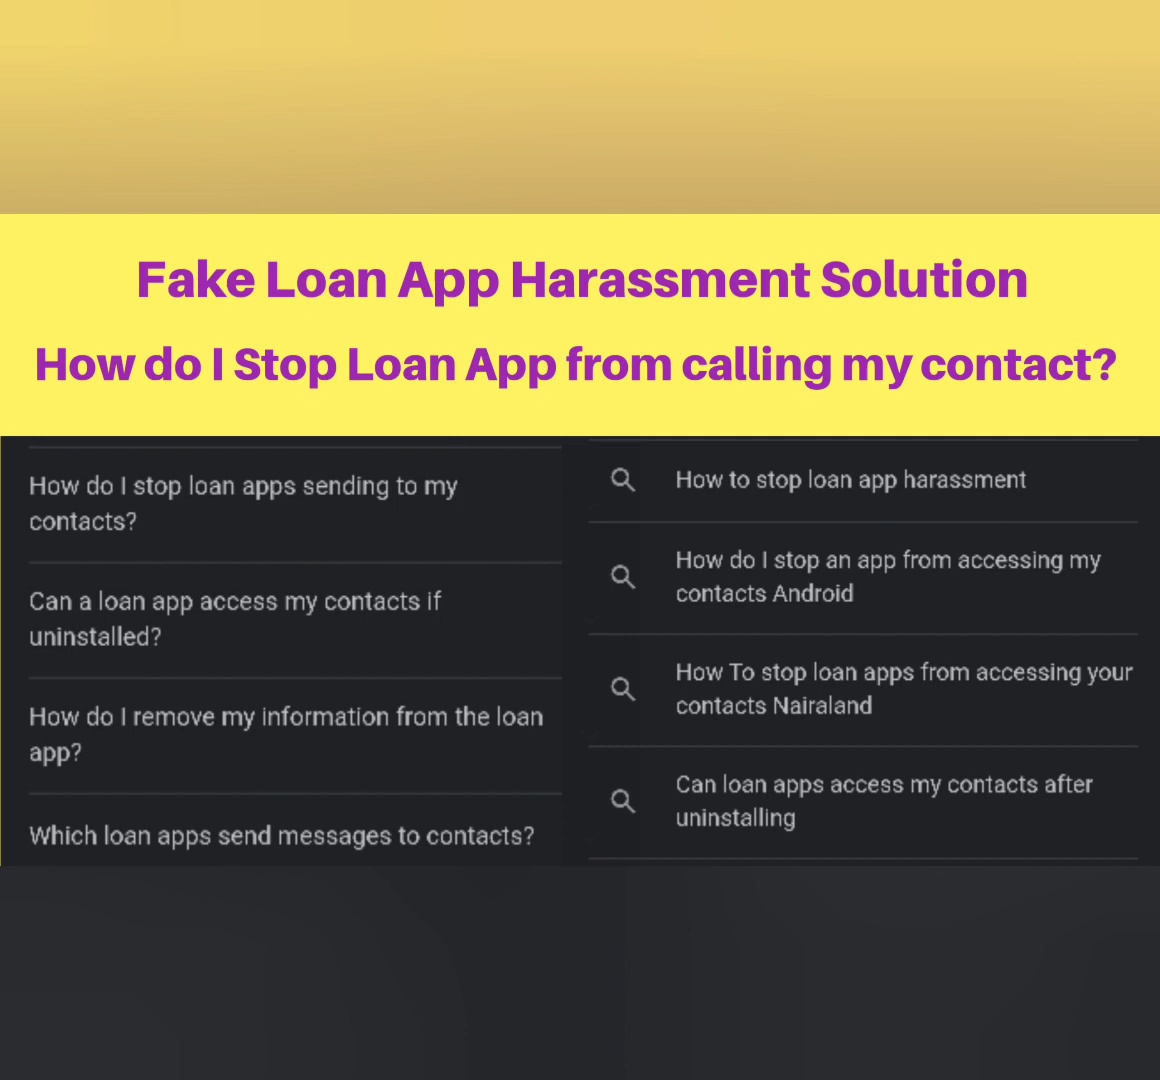 Fake Loan App Harassment Solution
How do I Stop Loan App from calling my contact?
How do I stop loan apps sending to my
contacts?
Can a loan app access my contacts if
uninstalled?
How do I remove my information from the loan
app?
Which loan apps send messages to contacts?
How to stop loan app harassment
How do I stop an app from accessing my
contacts Android
How To stop loan apps from accessing your
contacts Nairaland
Can loan apps access my contacts after
uninstalling